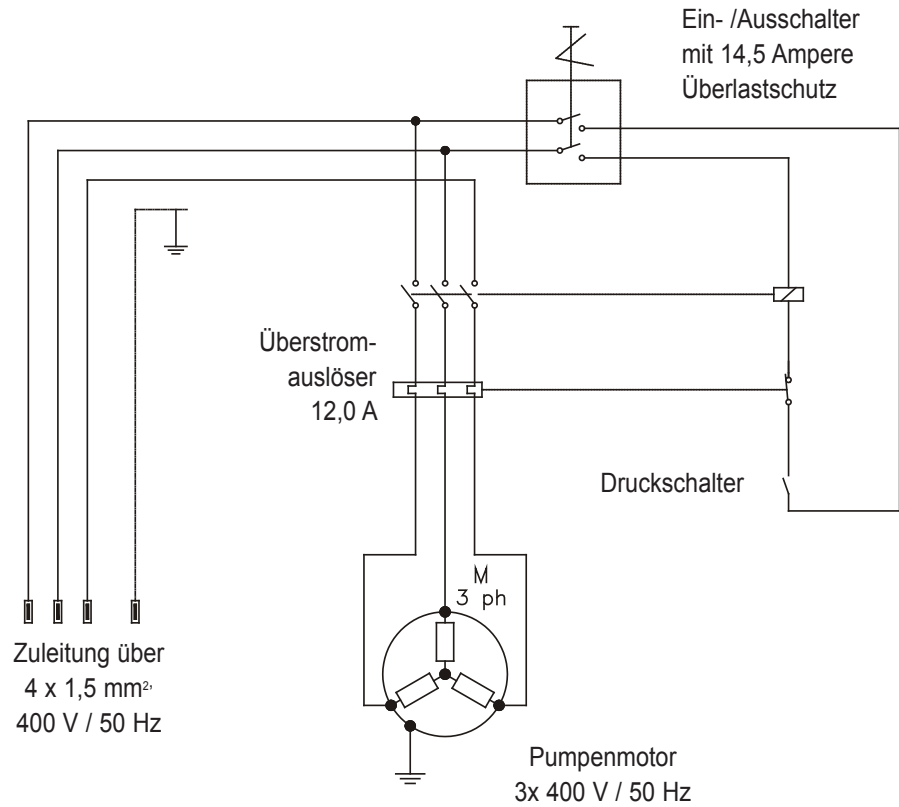 Ein- /Ausschalter
mit 14,5 Ampere
Überlastschutz
Überstrom-
auslöser
12,0 A
Druckschalter
M
3 ph
Zuleitung über
4 x 1,5 mm²,
400 V / 50 Hz
Pumpenmotor
3x 400 V / 50 Hz